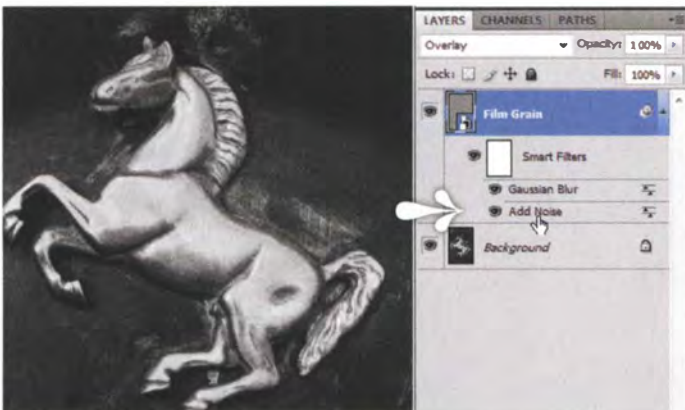 LAYERS CHANNELS PATHS
Overlay Opacity: 100%
Lock: Fill: 100%
Film Grain
Smart Filters
Gaussian Blur
Add Noise
Background